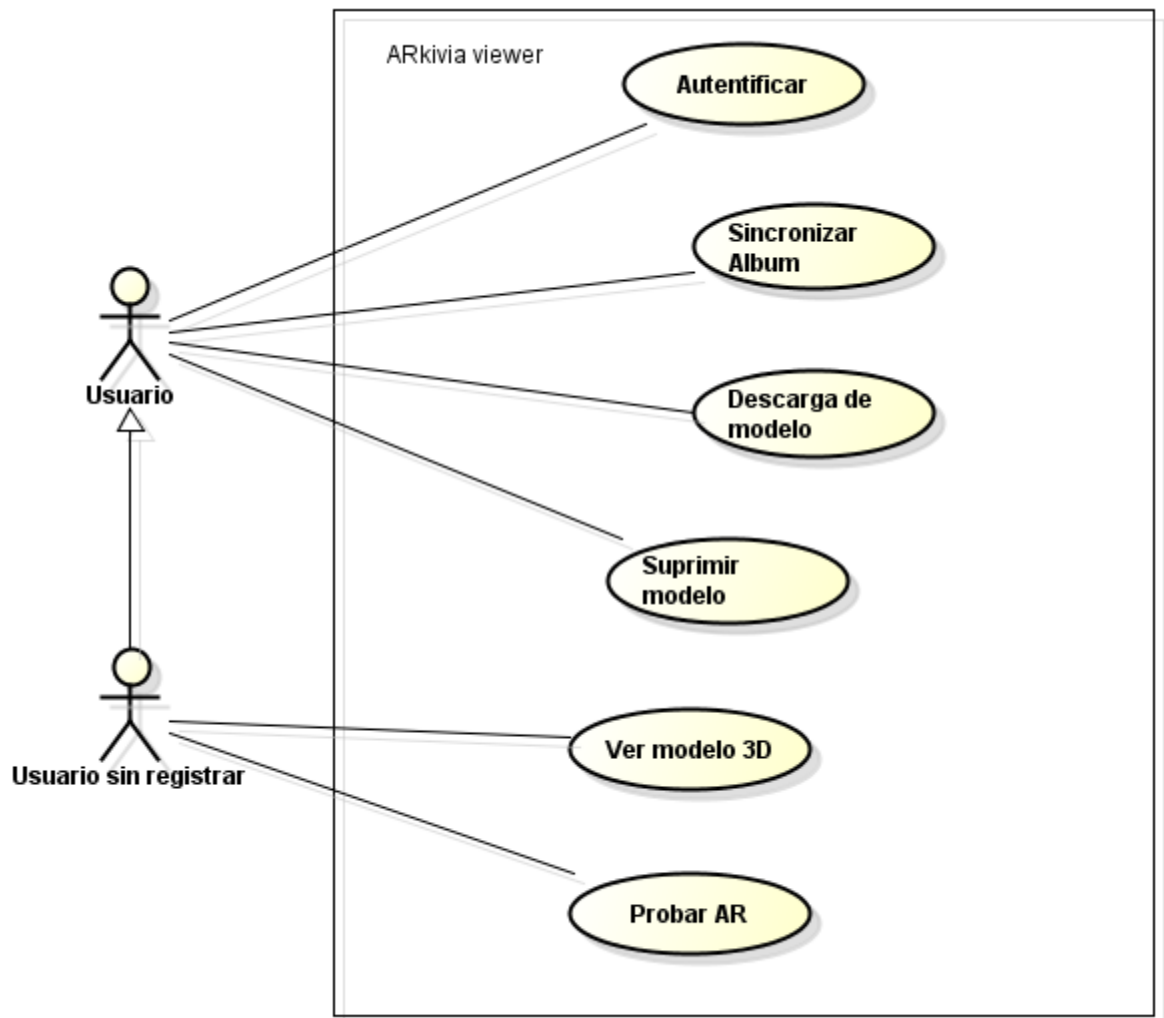 ARkivia viewer
Autentificar
Sincronizar
Album
Usuario
Descarga de
modelo
Suprimir
modelo
Usuario sin registrar
Ver modelo 3D
Probar AR